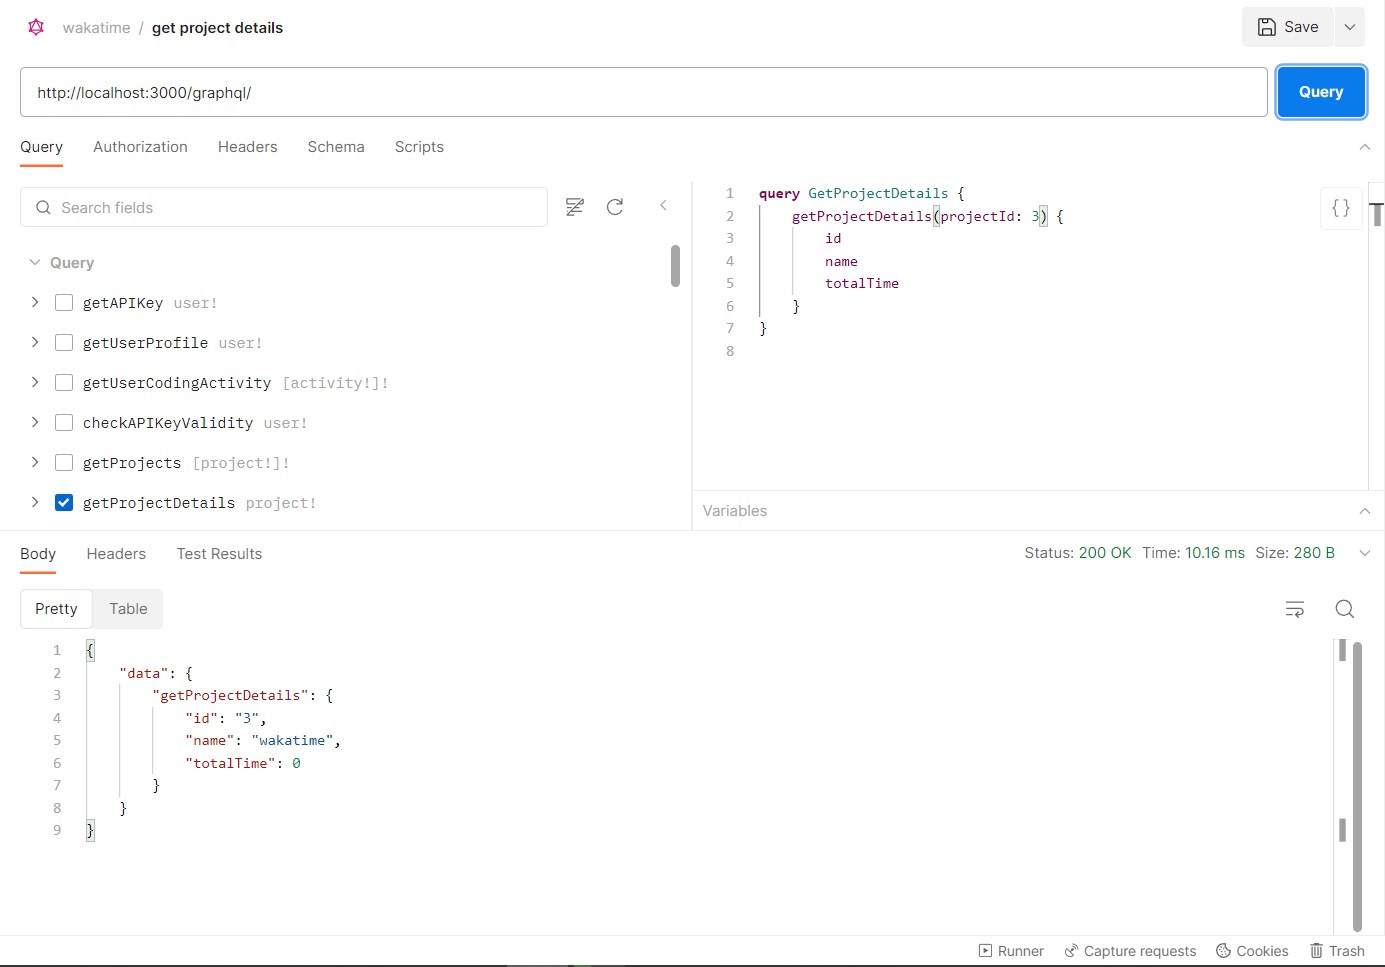 wakatime / get project details
Save
http://localhost:3000/graphql/
Query
Query Authorization Headers Schema Scripts
Search fields
Query
getAPIKey user!
getUserProfile user!
getUserCodingActivity [activity!]!
checkAPIKeyValidity user!
getProjects [project!]!
getProjectDetails project!
1 query GetProjectDetails {
2 getProjectDetails(projectId: 3) {
3 id
4 name
5 totalTime
6 }
7 }
8
{}
Variables
Body Headers Test Results
Status: 200 OK Time: 10.16 ms Size: 280 B
Pretty Table
1 {
2 "data": {
3 "getProjectDetails": {
4 "id": "3",
5 "name": "wakatime",
6 "totalTime": 0
7 }
8 }
9 }
Runner Capture requests Cookies Trash